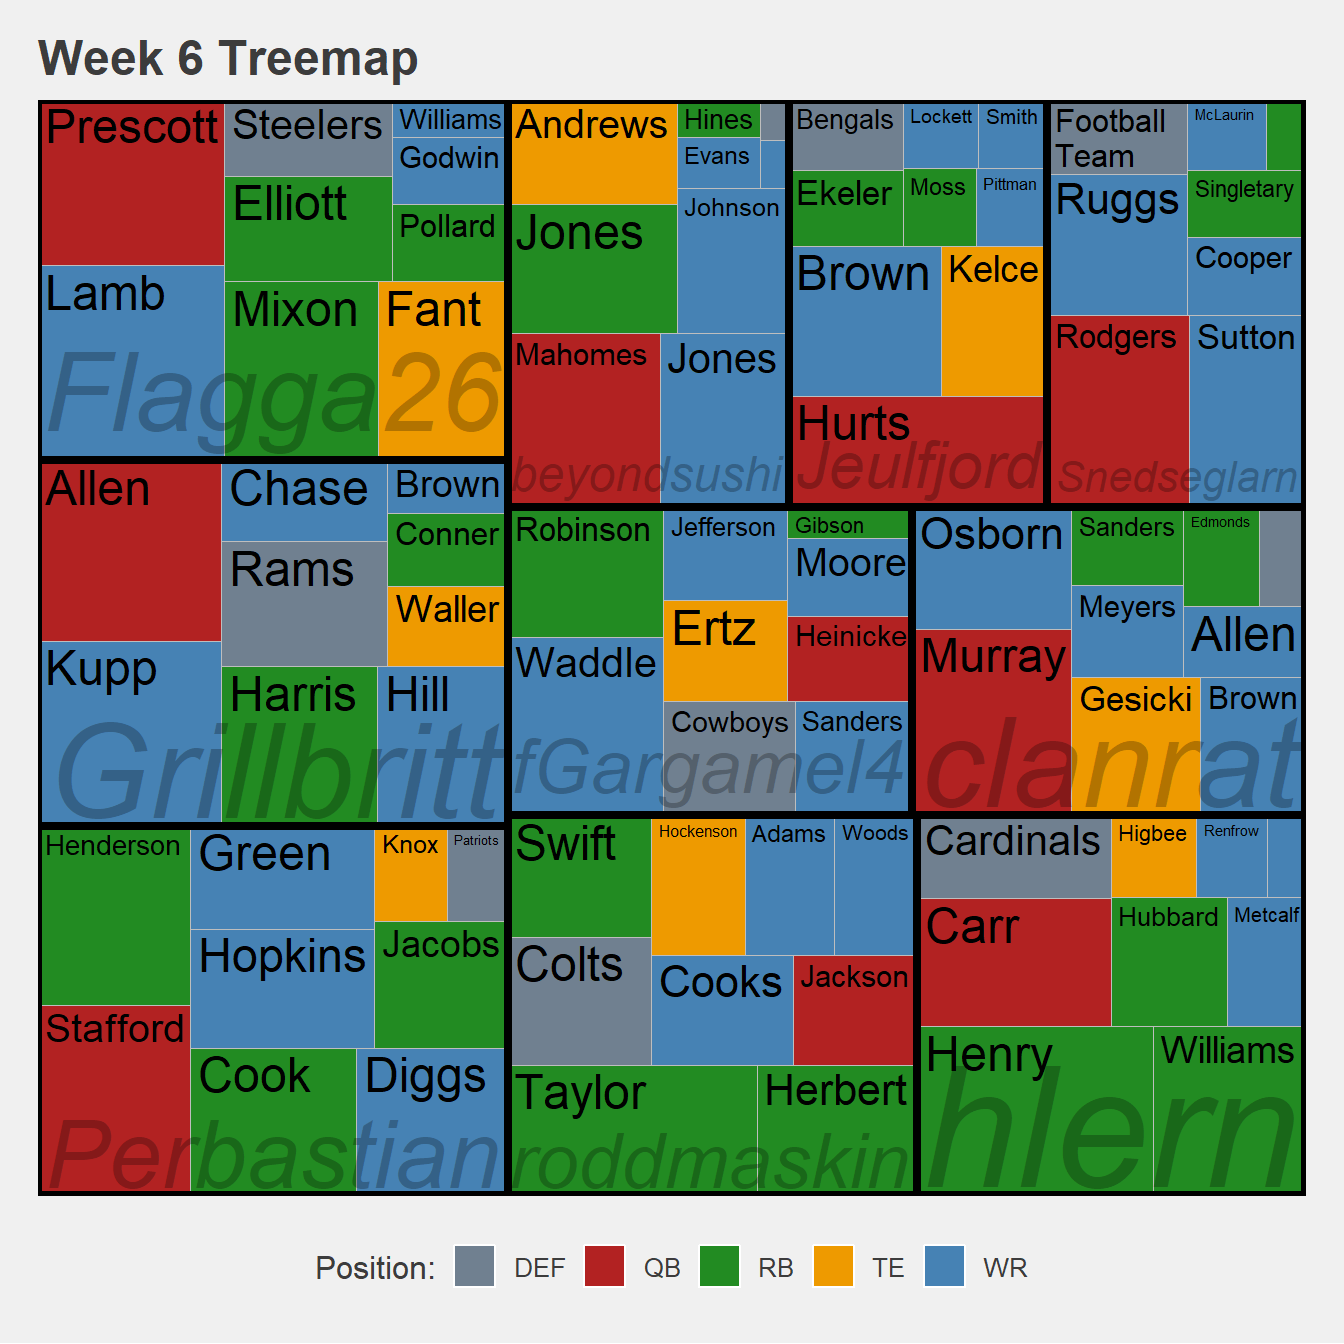 Week 6 Treemap
Prescott
Steelers
Williams
Godwin
Elliott
Pollard
Lamb
Mixon
Fant
Flagga26
Andrews
Hines
Evans
Jones
Johnson
Mahomes
Jones
beyondsushi
Bengals
Lockett
Smith
Ekeler
Moss
Pittman
Brown
Kelce
Hurts
Jeulfjord
Football
Team
McLaurin
Ruggs
Singletary
Cooper
Rodgers
Sutton
Snedseglarn
Allen
Chase
Brown
Conner
Rams
Waller
Kupp
Harris
Hill
Grillbritt
Robinson
Jefferson
Gibson
Moore
Ertz
Heinicke
Waddle
Cowboys
Sanders
fGargamel4
Osborn
Sanders
Edmonds
Meyers
Allen
Murray
Gesicki
Brown
clanrat
Henderson
Green
Knox
Patriots
Hopkins
Jacobs
Stafford
Cook
Diggs
Perbastian
Swift
Hockenson
Adams
Woods
Colts
Cooks
Jackson
Taylor
Herbert
roddmaskin
Cardinals
Higbee
Renfrow
Carr
Hubbard
Metcalf
Henry
Williams
hlern
Position: DEF QB RB TE WR